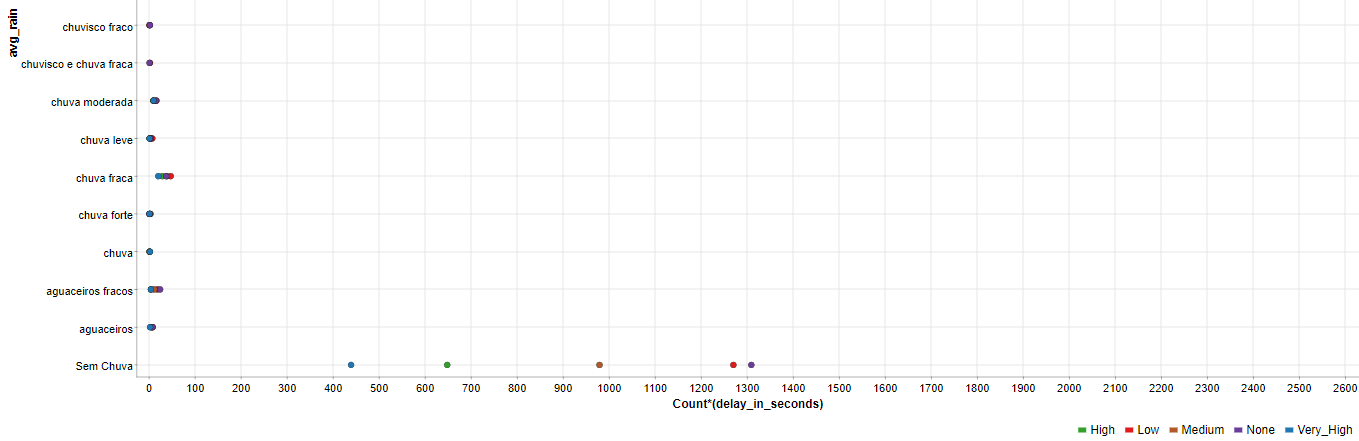 avg_rain
chuvisco fraco
chuvisco e chuva fraca
chuva moderada
chuva leve
chuva fraca
chuva forte
chuva
aguaceiros fracos
aguaceiros
Sem Chuva
0 100 200 300 400 500 600 700 800 900 1000 1100 1200 1300 1400 1500 1600 1700 1800 1900 2000 2100 2200 2300 2400 2500 2600
Count*(delay_in_seconds)
High Low Medium None Very_High